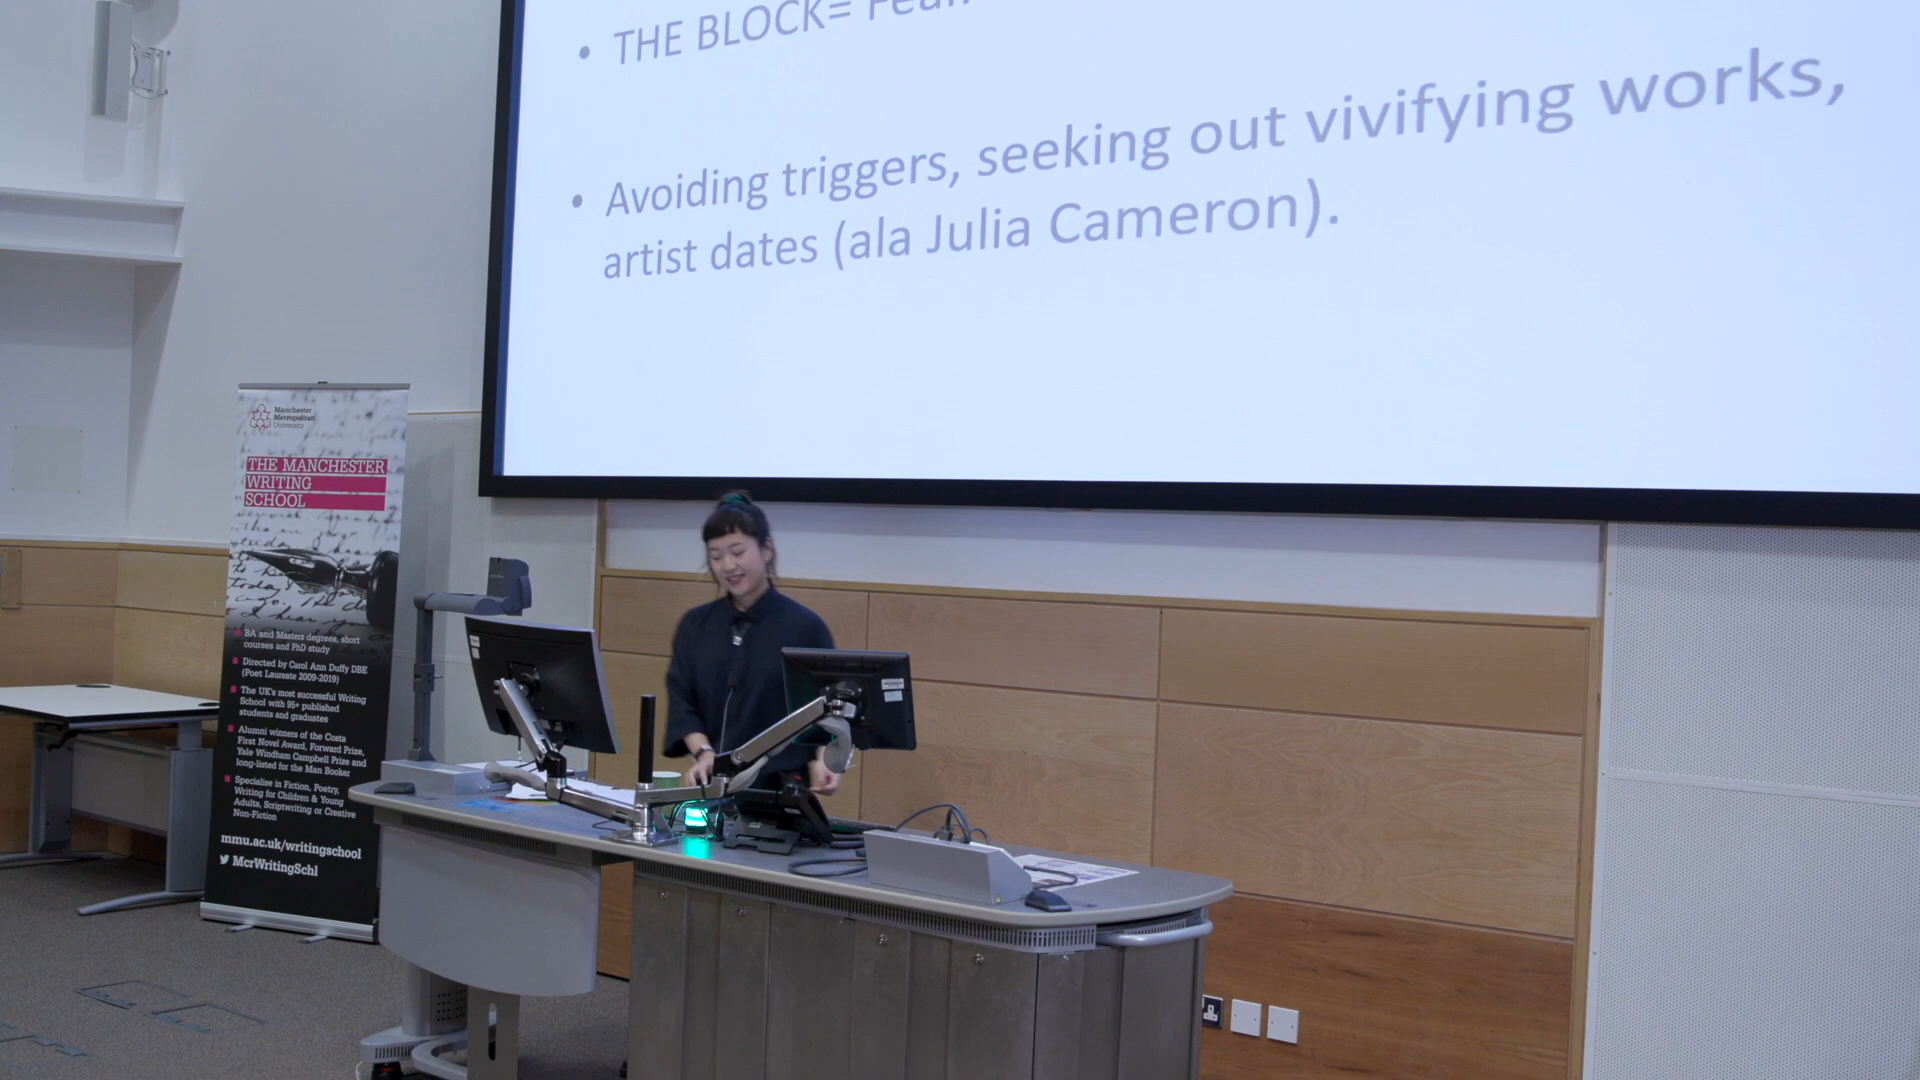 • THE BLOCK= Fear
• Avoiding triggers, seeking out vivifying works,
artist dates (ala Julia Cameron).
Manchester
Metropolitan
University
THE MANCHESTER
WRITING
SCHOOL
BA and Masters degrees, short
courses and PhD study
Directed by Carol Ann Duffy DBE
(Poet Laureate 2009-2019)
The UK's most successful Writing
School with 95+ published
students and graduates
Alumni winners of the Costa
First Novel Award, Forward Prize,
Yale Windham Campbell Prize and
long-listed for the Man Booker
Specialise in Fiction, Poetry,
Writing for Children & Young
Adults, Scriptwriting or Creative
Non-Fiction
mmu.ac.uk/writingschool
McrWritingSchl